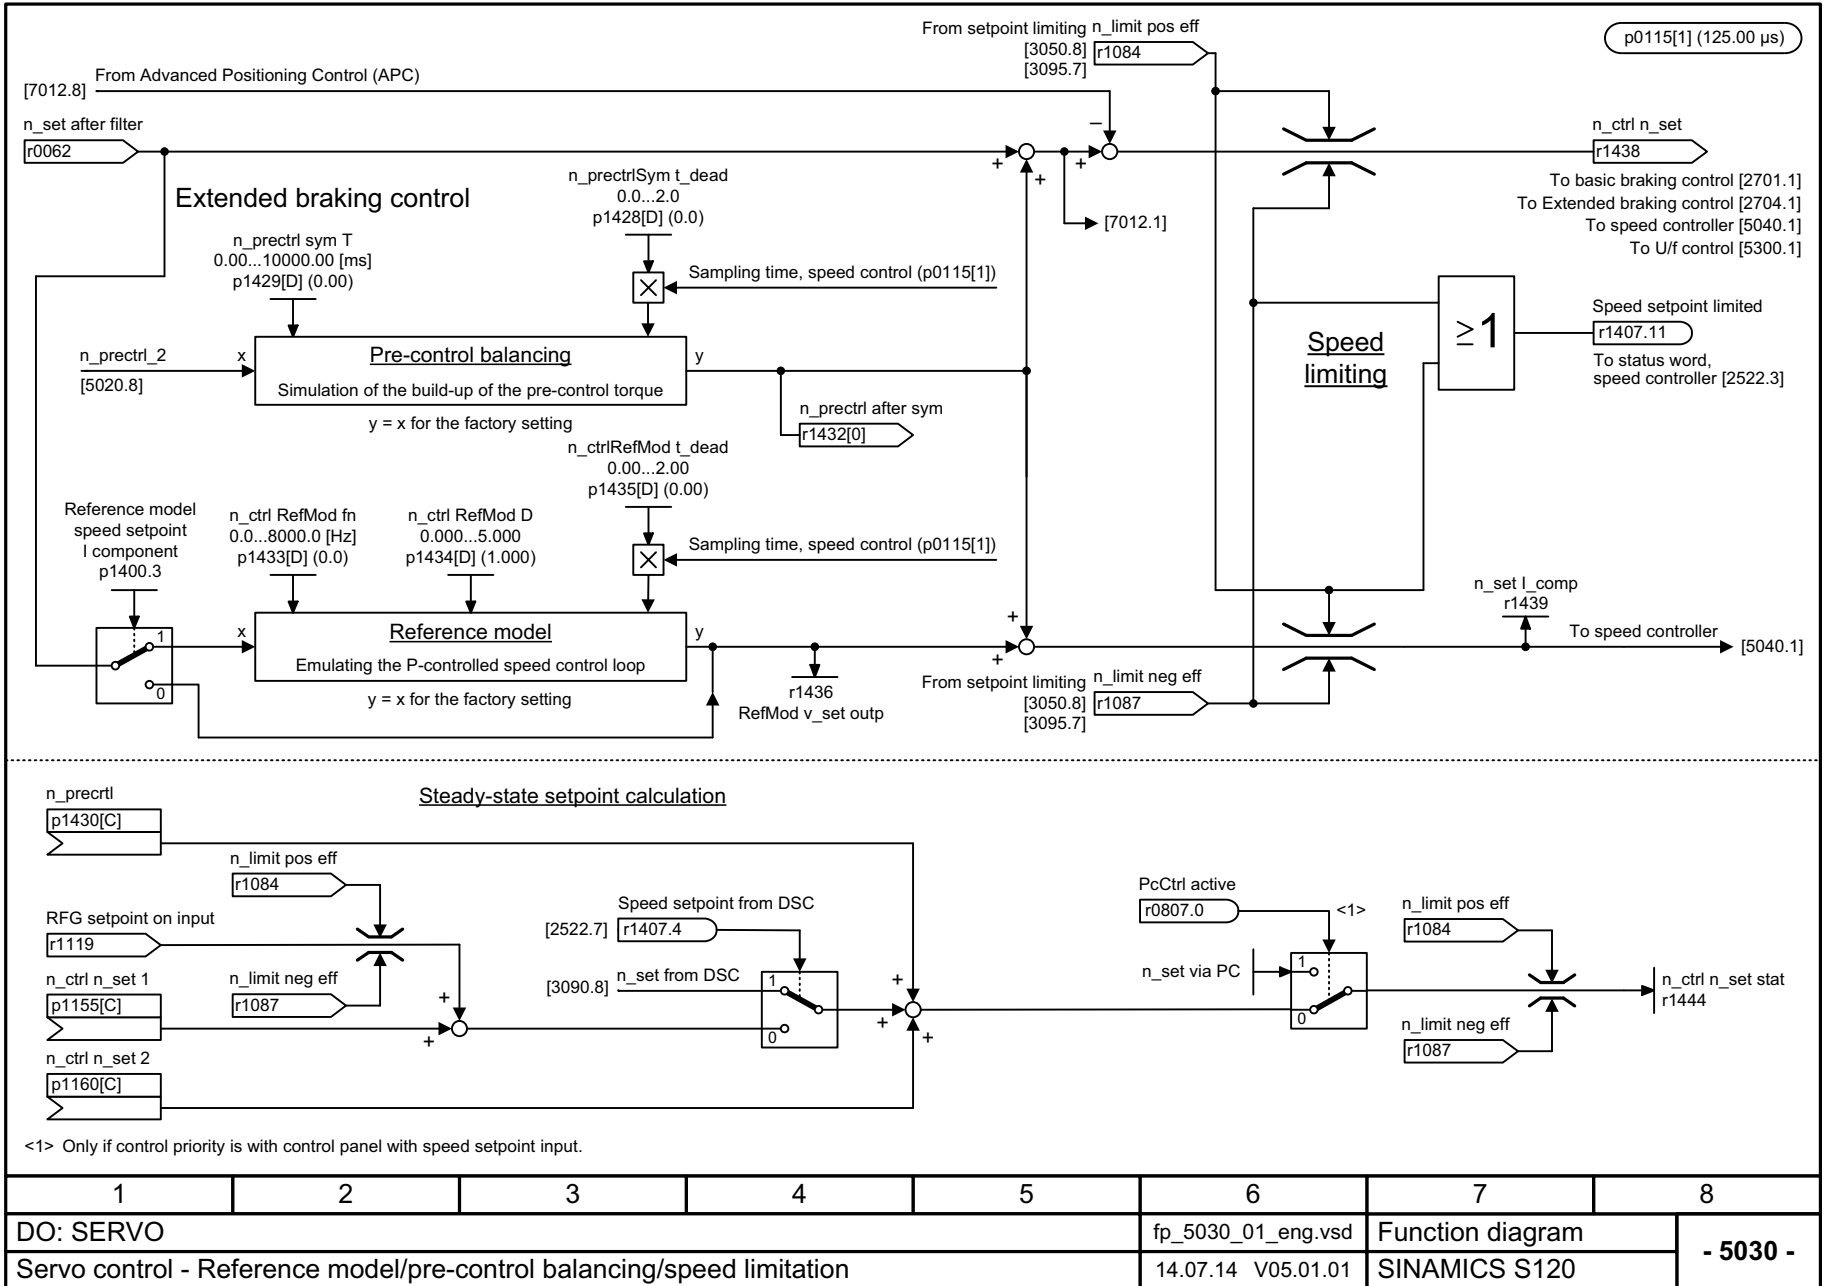 From setpoint limiting
[3050.8]
[3095.7]
n_limit pos eff
r1084
p0115[1] (125.00 µs)
From Advanced Positioning Control (APC)
[7012.8]
n_set after filter
r0062
–
+
+
+
n_ctrl n_set
r1438
To basic braking control [2701.1]
To Extended braking control [2704.1]
To speed controller [5040.1]
To U/f control [5300.1]
[7012.1]
Extended braking control
n_prectrlSym t_dead
0.0...2.0
p1428[D] (0.0)
n_prectrl sym T
0.00...10000.00 [ms]
p1429[D] (0.00)
Sampling time, speed control (p0115[1])
n_prectrl_2
[5020.8]
x
Pre-control balancing
Simulation of the build-up of the pre-control torque
y
y = x for the factory setting
n_prectrl after sym
r1432[0]
Speed
limiting
≥1
Speed setpoint limited
r1407.11
To status word,
speed controller [2522.3]
n_ctrlRefMod t_dead
0.00...2.00
p1435[D] (0.00)
Reference model
speed setpoint
I component
p1400.3
n_ctrl RefMod fn
0.0...8000.0 [Hz]
p1433[D] (0.0)
n_ctrl RefMod D
0.000...5.000
p1434[D] (1.000)
Sampling time, speed control (p0115[1])
1
0
x
Reference model
Emulating the P-controlled speed control loop
y
y = x for the factory setting
r1436
RefMod v_set outp
+
+
From setpoint limiting
[3050.8]
[3095.7]
n_limit neg eff
r1087
n_set I_comp
r1439
To speed controller
[5040.1]
Steady-state setpoint calculation
n_precrtl
p1430[C]
n_limit pos eff
r1084
RFG setpoint on input
r1119
n_ctrl n_set 1
p1155[C]
n_limit neg eff
r1087
+
+
n_ctrl n_set 2
p1160[C]
Speed setpoint from DSC
[2522.7]
r1407.4
[3090.8]
n_set from DSC
1
0
+
+
+
PcCtrl active
r0807.0
<1>
n_set via PC
1
0
n_limit pos eff
r1084
n_limit neg eff
r1087
n_ctrl n_set stat
r1444
<1> Only if control priority is with control panel with speed setpoint input.
1 2 3 4 5 6 7 8
DO: SERVO
fp_5030_01_eng.vsd
Function diagram
- 5030 -
Servo control - Reference model/pre-control balancing/speed limitation
14.07.14 V05.01.01
SINAMICS S120